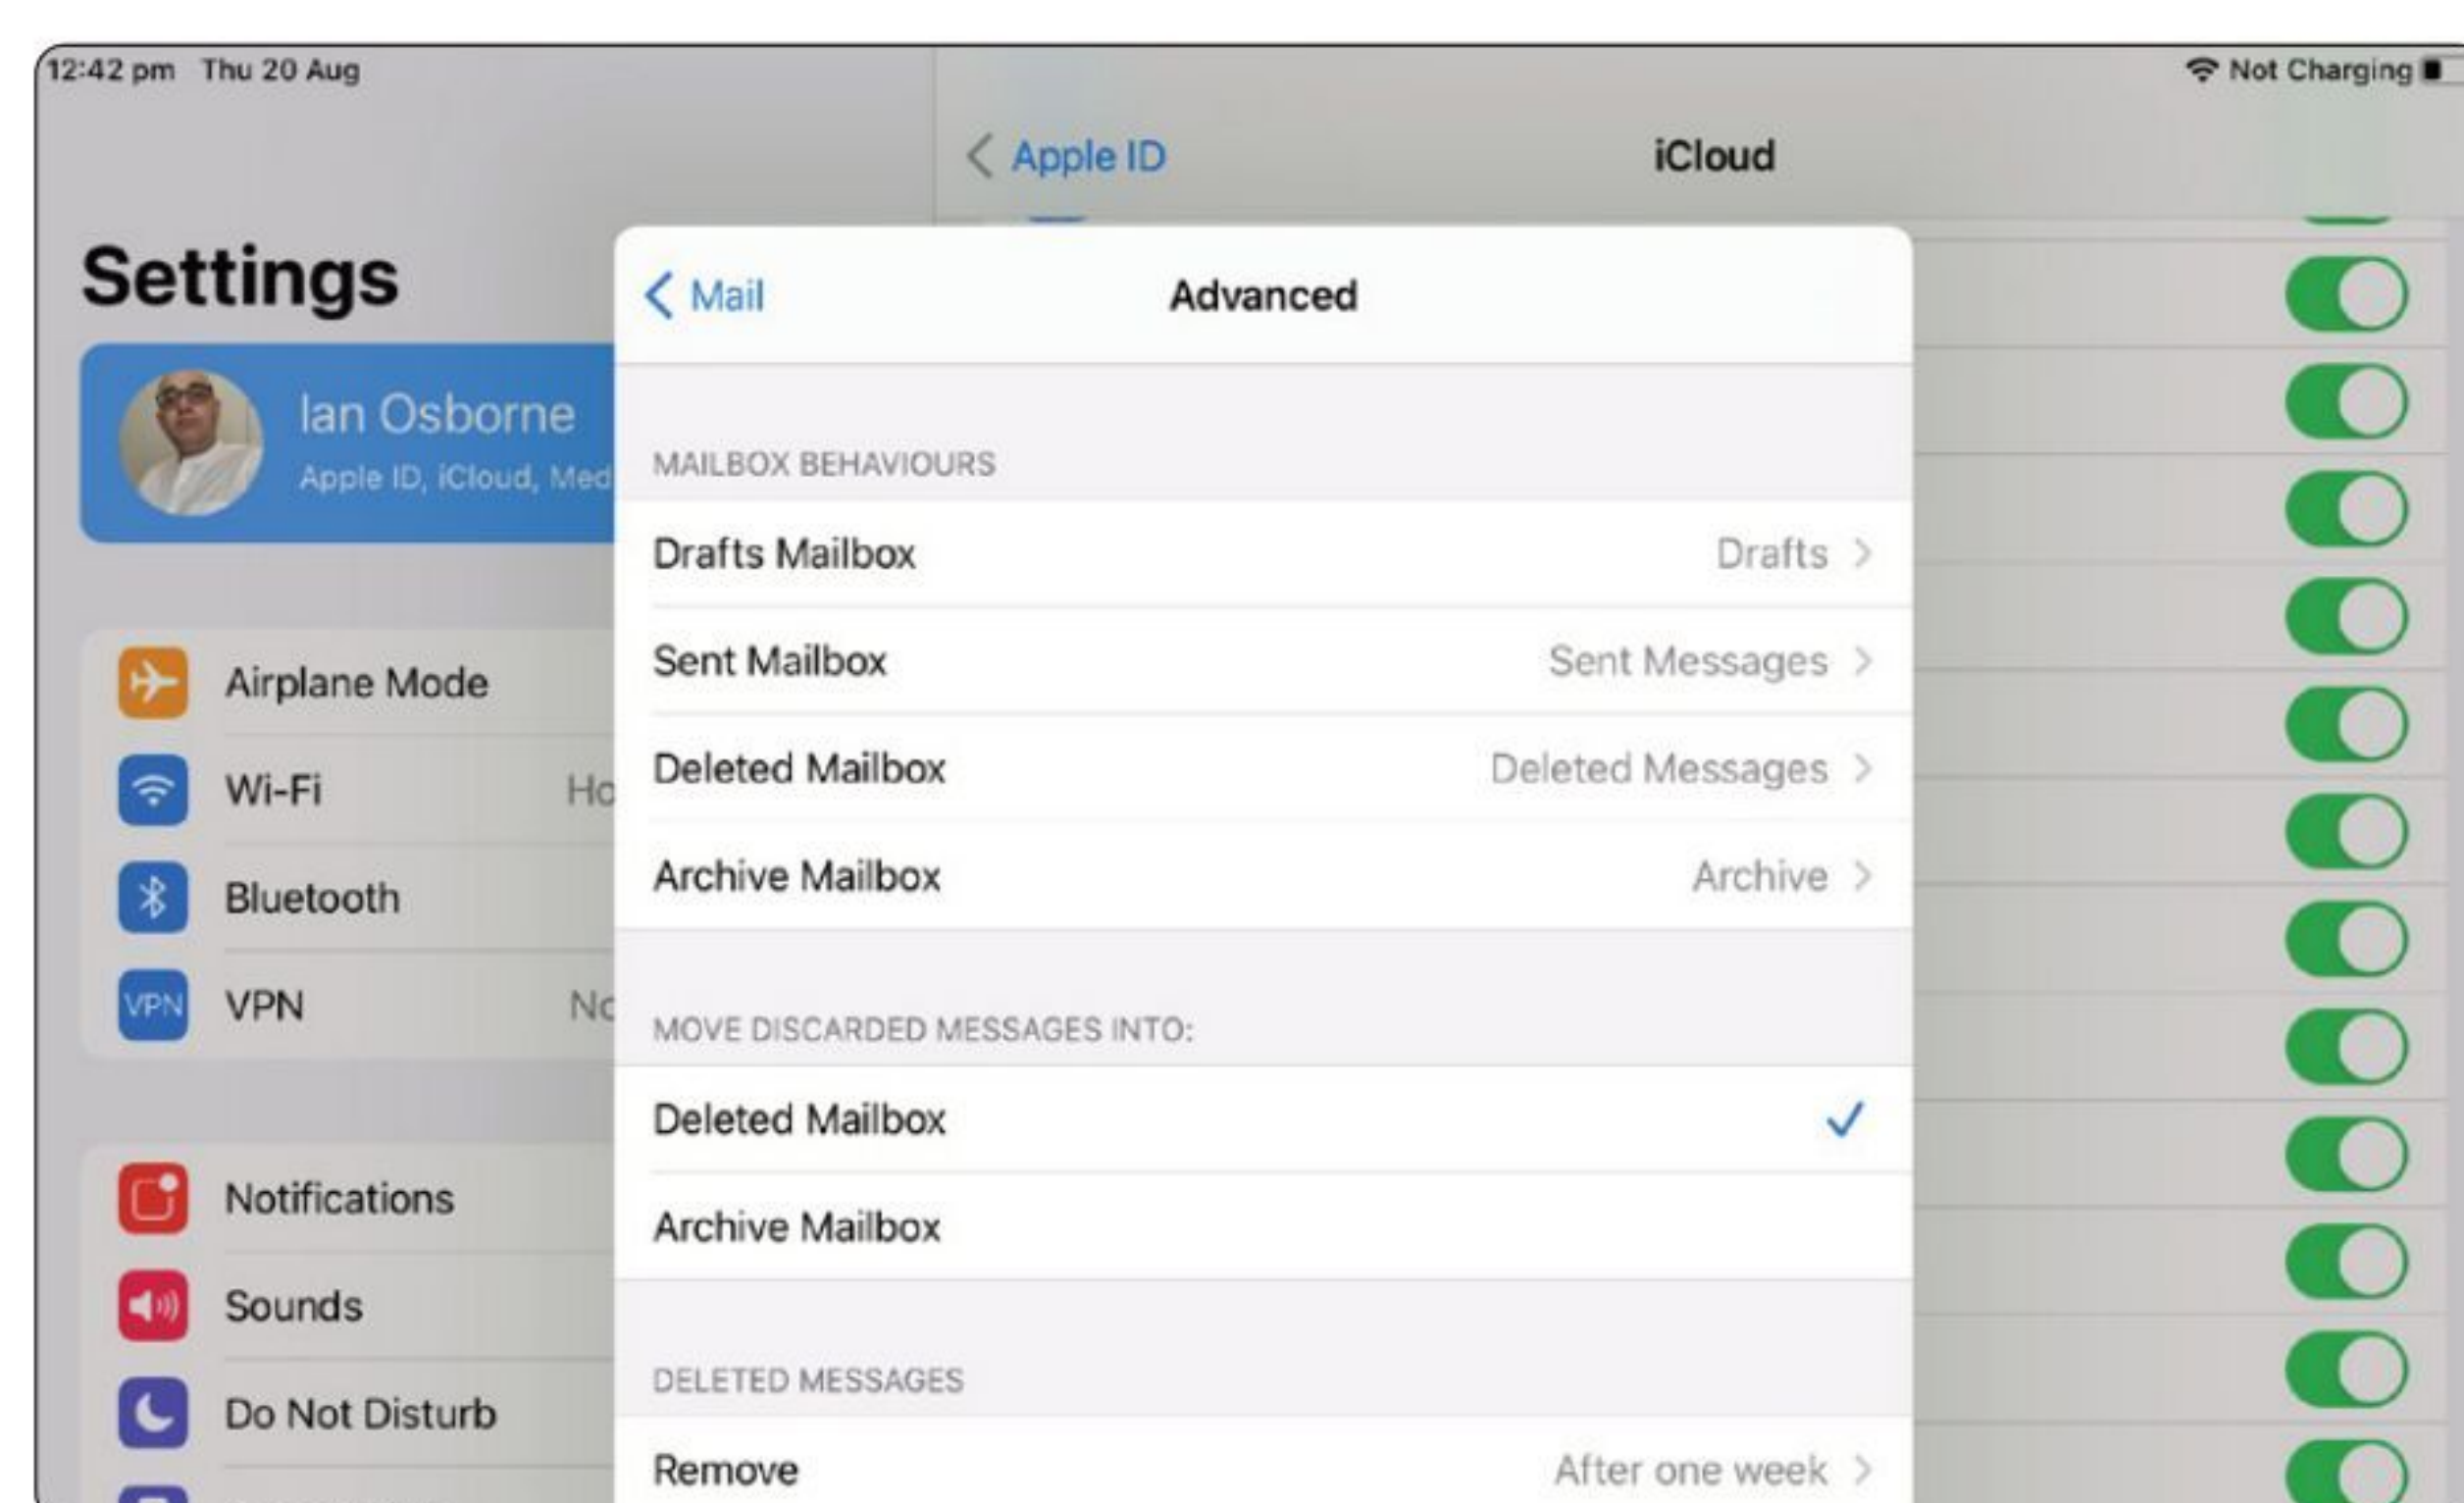 12:42 pm Thu 20 Aug
Not Charging
Apple ID
iCloud
Settings
Ian Osborne
Apple ID, iCloud, Med
Airplane Mode
Wi-Fi Ho
Bluetooth
VPN VPN No
Notifications
Sounds
Do Not Disturb
Mail
Advanced
MAILBOX BEHAVIOURS
Drafts Mailbox Drafts
Sent Mailbox Sent Messages
Deleted Mailbox Deleted Messages
Archive Mailbox Archive
MOVE DISCARDED MESSAGES INTO:
Deleted Mailbox
Archive Mailbox
DELETED MESSAGES
Remove After one week